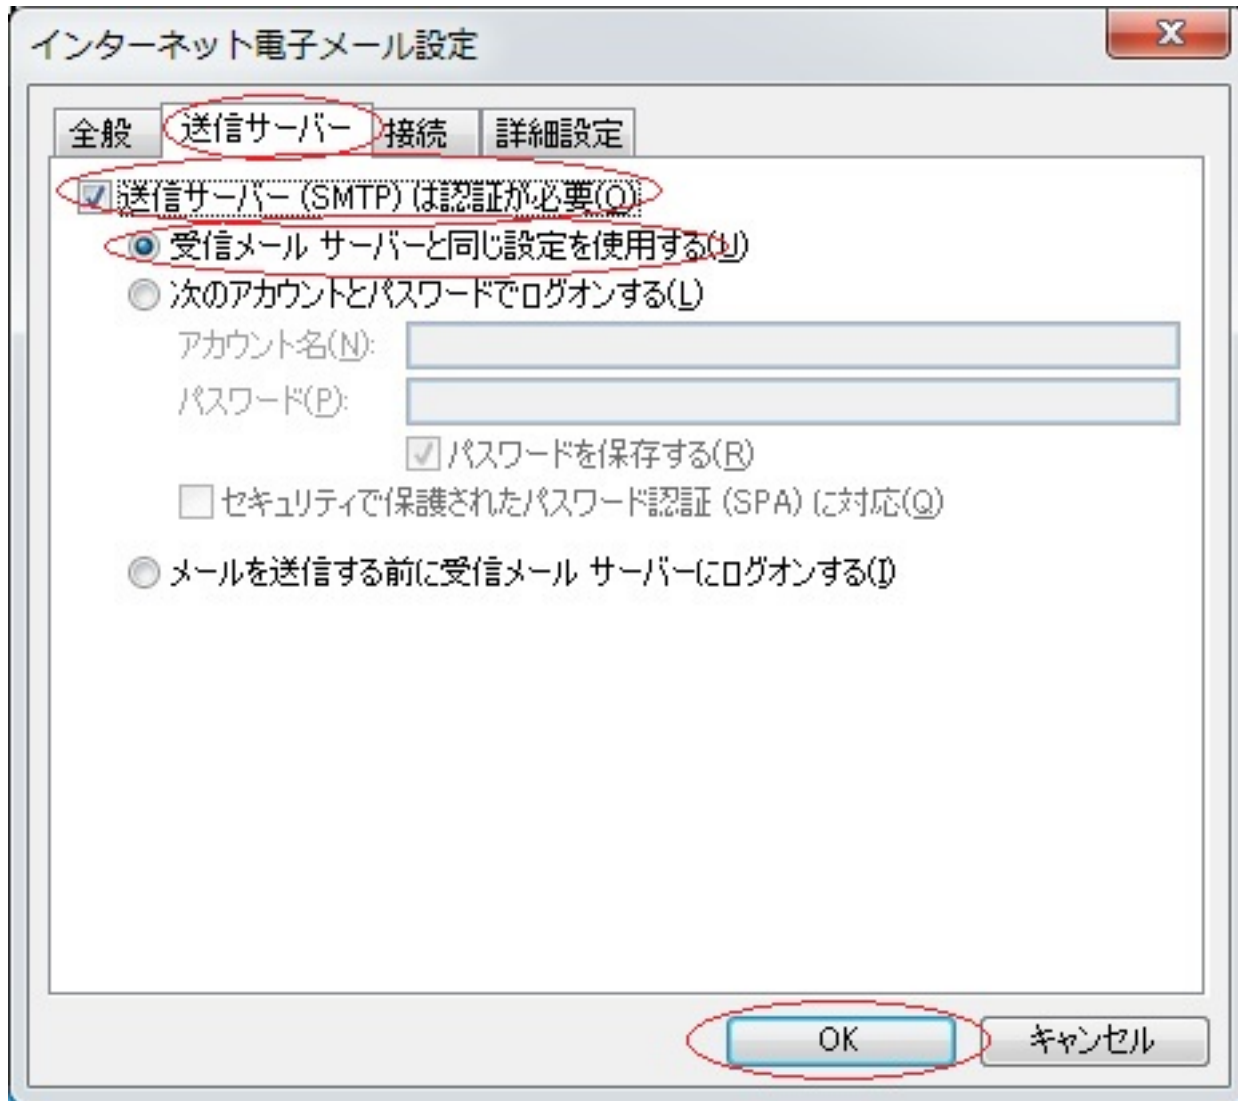 インターネット電子メール設定
全般 送信サーバー 接続 詳細設定
送信サーバー (SMTP) は認証が必要(O)
受信メール サーバーと同じ設定を使用する(U)
次のアカウントとパスワードでログオンする(L)
アカウント名(N):
パスワード(P):
パスワードを保存する(R)
セキュリティで保護されたパスワード認証 (SPA) に対応(Q)
メールを送信する前に受信メール サーバーにログオンする(I)
OK キャンセル